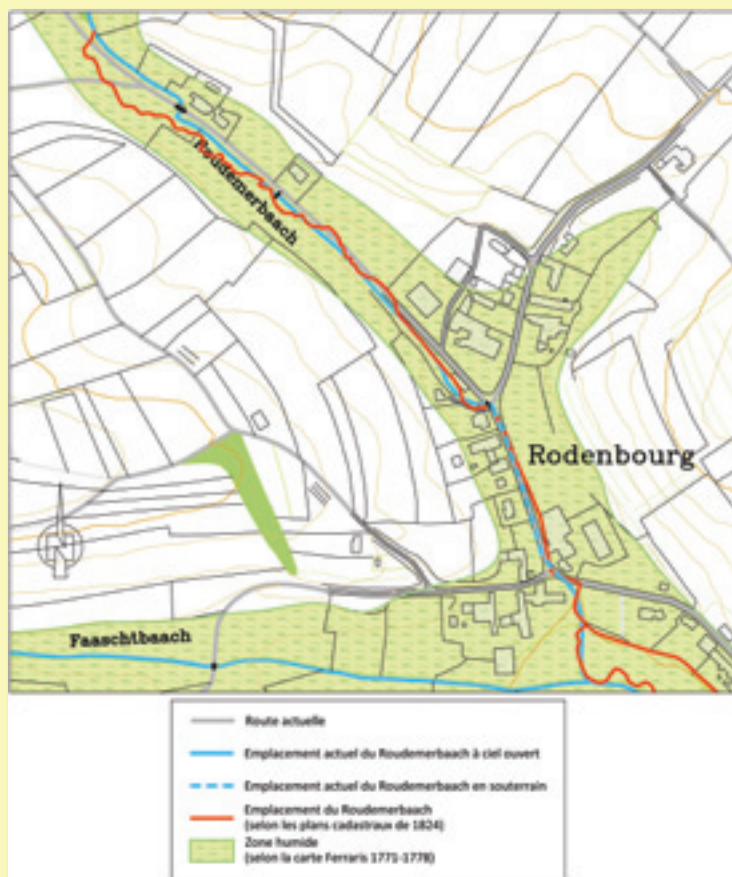 Roudemerbaach
Rodenbourg
Faaschtbaach
Route actuelle
Emplacement actuel du Roudemerbaach à ciel ouvert
Emplacement actuel du Roudemerbaach en souterrain
Emplacement du Roudemerbaach
(selon les plans cadastraux de 1824)
Zone humide
(selon la carte Ferraris 1771-1778)